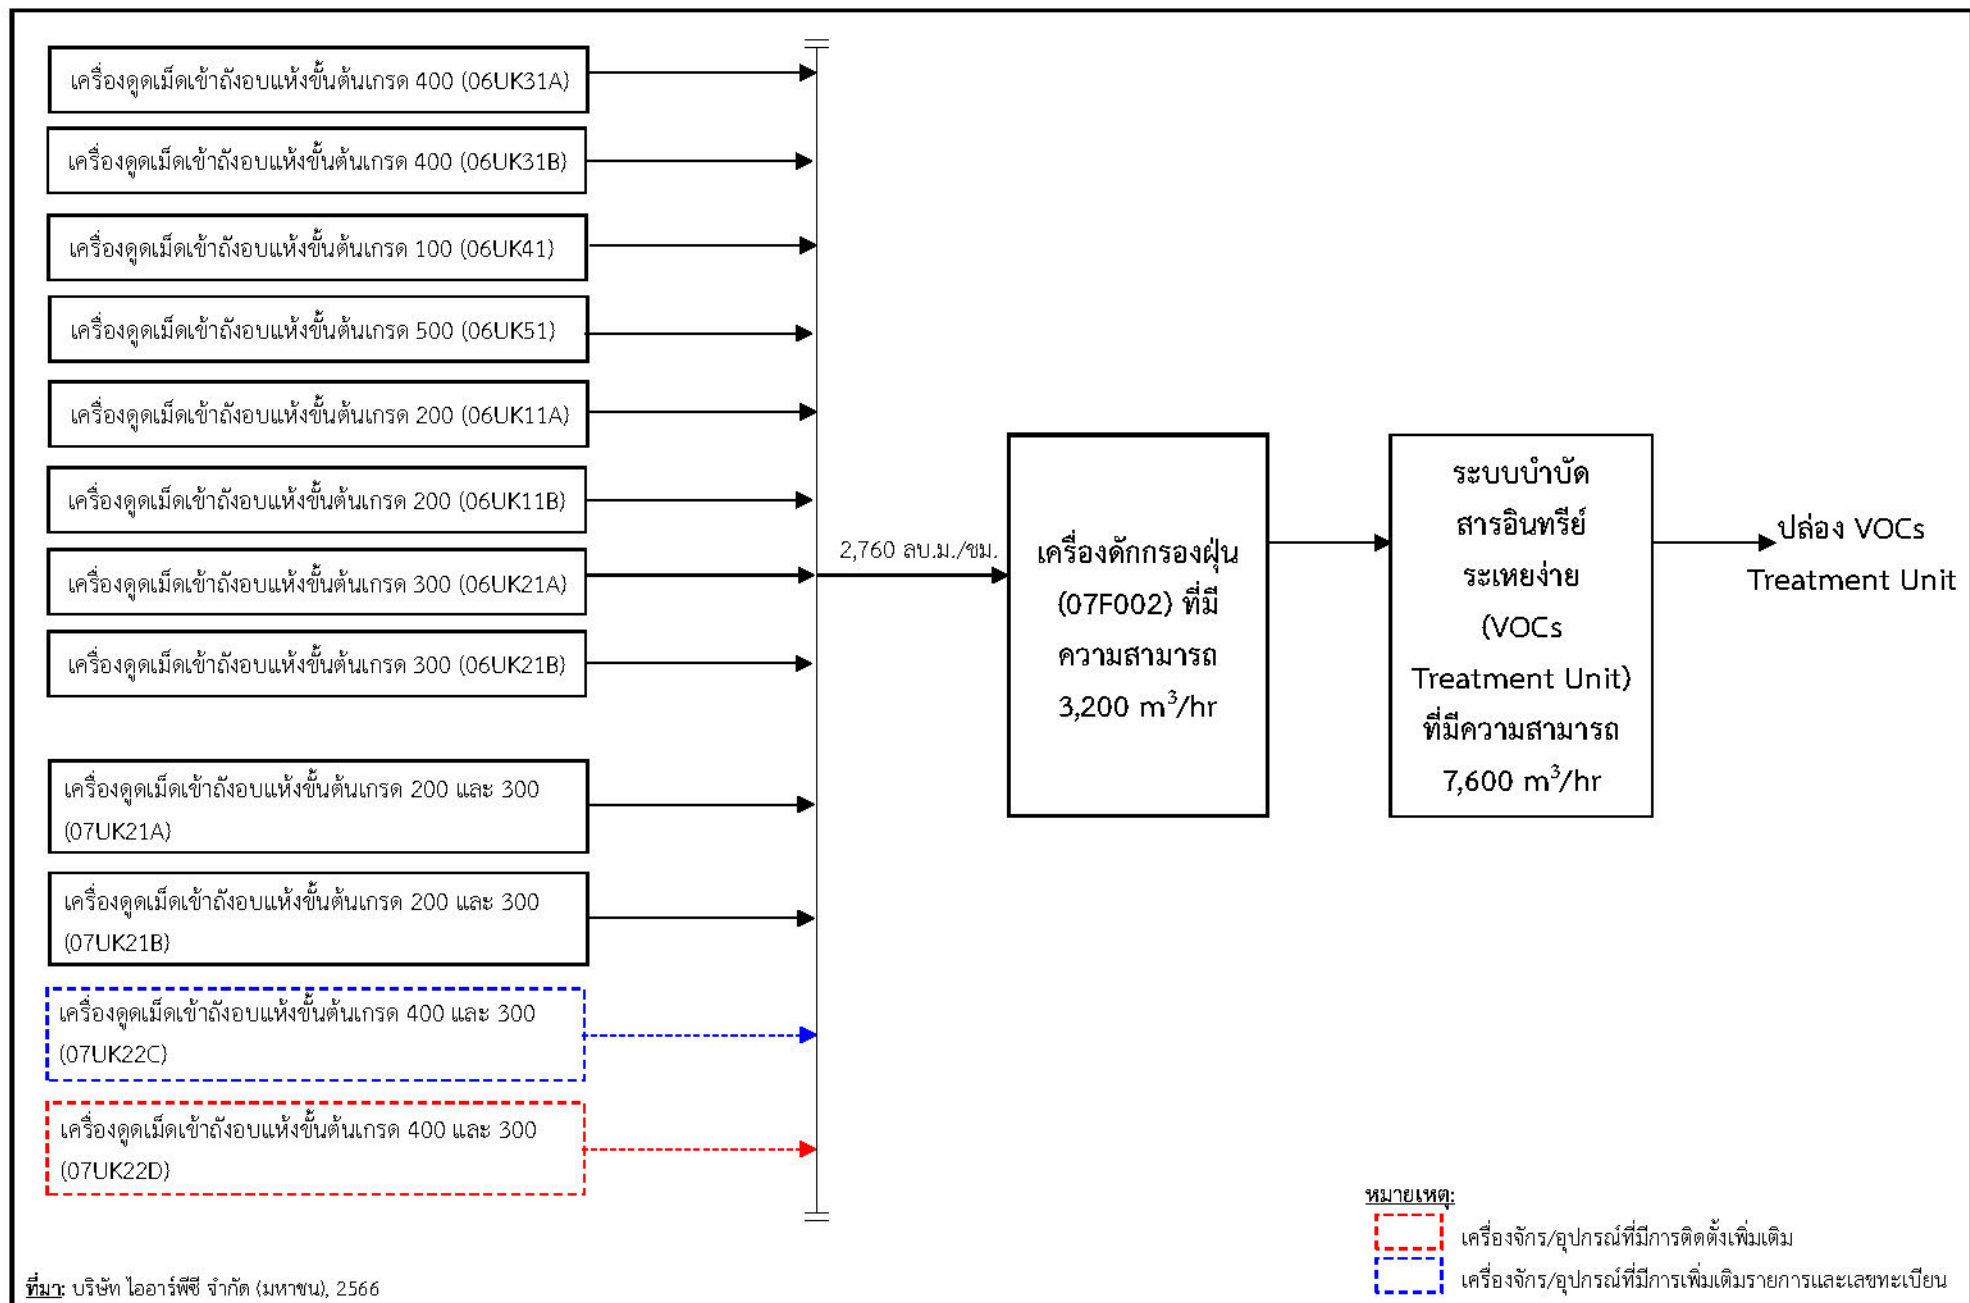 เครื่องดูดเม็ดเข้าถังอบแห้งขั้นต้นเกรด 400 (06UK31A)
เครื่องดูดเม็ดเข้าถังอบแห้งขั้นต้นเกรด 400 (06UK31B)
เครื่องดูดเม็ดเข้าถังอบแห้งขั้นต้นเกรด 100 (06UK41)
เครื่องดูดเม็ดเข้าถังอบแห้งขั้นต้นเกรด 500 (06UK51)
เครื่องดูดเม็ดเข้าถังอบแห้งขั้นต้นเกรด 200 (06UK11A)
เครื่องดูดเม็ดเข้าถังอบแห้งขั้นต้นเกรด 200 (06UK11B)
เครื่องดูดเม็ดเข้าถังอบแห้งขั้นต้นเกรด 300 (06UK21A)
เครื่องดูดเม็ดเข้าถังอบแห้งขั้นต้นเกรด 300 (06UK21B)
เครื่องดูดเม็ดเข้าถังอบแห้งขั้นต้นเกรด 200 และ 300
(07UK21A)
เครื่องดูดเม็ดเข้าถังอบแห้งขั้นต้นเกรด 200 และ 300
(07UK21B)
เครื่องดูดเม็ดเข้าถังอบแห้งขั้นต้นเกรด 400 และ 300
(07UK22C)
เครื่องดูดเม็ดเข้าถังอบแห้งขั้นต้นเกรด 400 และ 300
(07UK22D)
2,760 ลบ.ม./ชม.
เครื่องดักกรองฝุ่น
(07F002) ที่มี
ความสามารถ
3,200 m³/hr
ระบบบำบัด
สารอินทรีย์
ระเหยง่าย
(VOCs
Treatment Unit)
ที่มีความสามารถ
7,600 m³/hr
ปล่อง VOCs
Treatment Unit
หมายเหตุ:
เครื่องจักร/อุปกรณ์ที่มีการติดตั้งเพิ่มเติม
เครื่องจักร/อุปกรณ์ที่มีการเพิ่มเติมรายการและเลขทะเบียน
ที่มา: บริษัท ไออาร์พีซี จำกัด (มหาชน), 2566